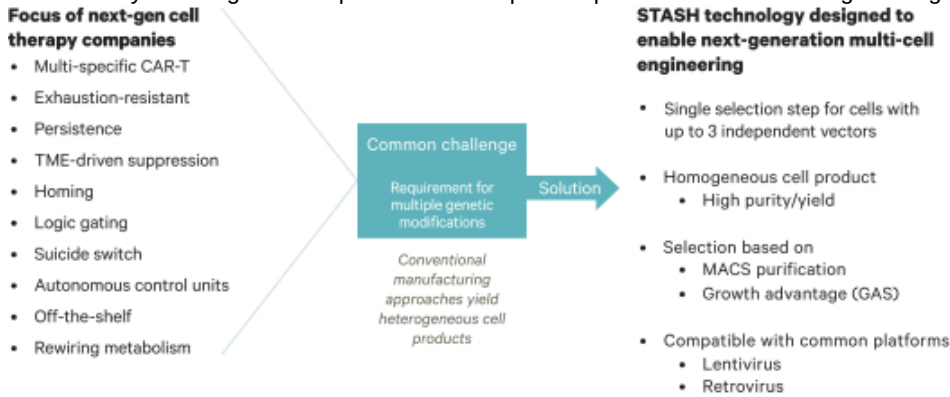 Focus of next-gen cell
therapy companies
• Multi-specific CAR-T
• Exhaustion-resistant
• Persistence
• TME-driven suppression
• Homing
• Logic gating
• Suicide switch
• Autonomous control units
• Off-the-shelf
• Rewiring metabolism
Common challenge
Requirement for
multiple genetic
modifications
Conventional
manufacturing
approaches yield
heterogeneous cell
products
Solution
STASH technology designed to
enable next-generation multi-cell
engineering
• Single selection step for cells with
up to 3 independent vectors
• Homogeneous cell product
• High purity/yield
• Selection based on
• MACS purification
• Growth advantage (GAS)
• Compatible with common platforms
• Lentivirus
• Retrovirus